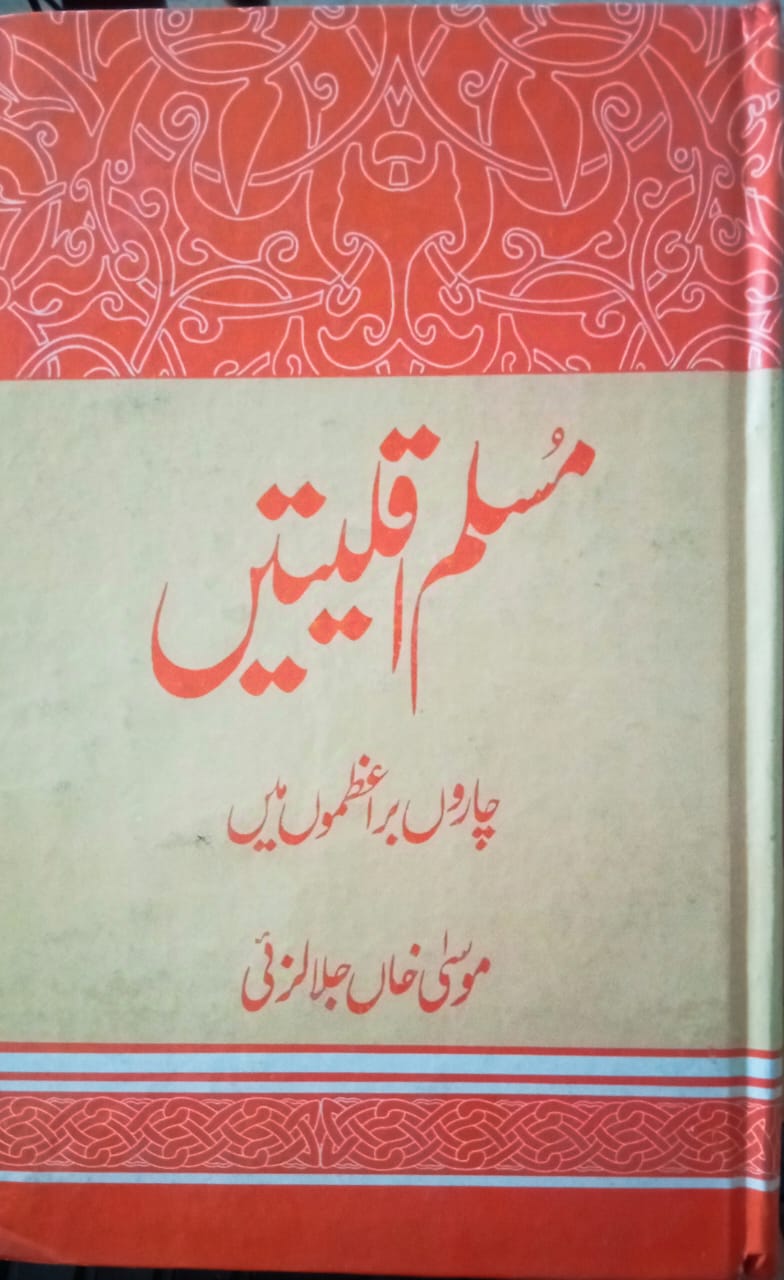 مُسلم اقلیتیں
چاروں براعظموں میں
موسیٰ خاں جلالزئی